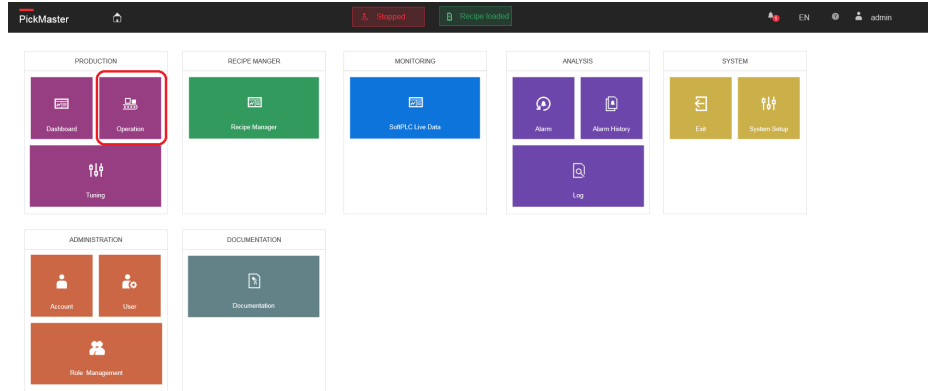 PickMaster
Stopped
Recipe loaded
EN
admin
PRODUCTION
RECIPE MANGER
MONITORING
ANALYSIS
SYSTEM
Dashboard
Operation
Recipe Manager
SoftPLC Live Data
Alarm
Alarm History
Exit
System Setup
Tuning
Log
ADMINISTRATION
DOCUMENTATION
Account
User
Documentation
Role Management